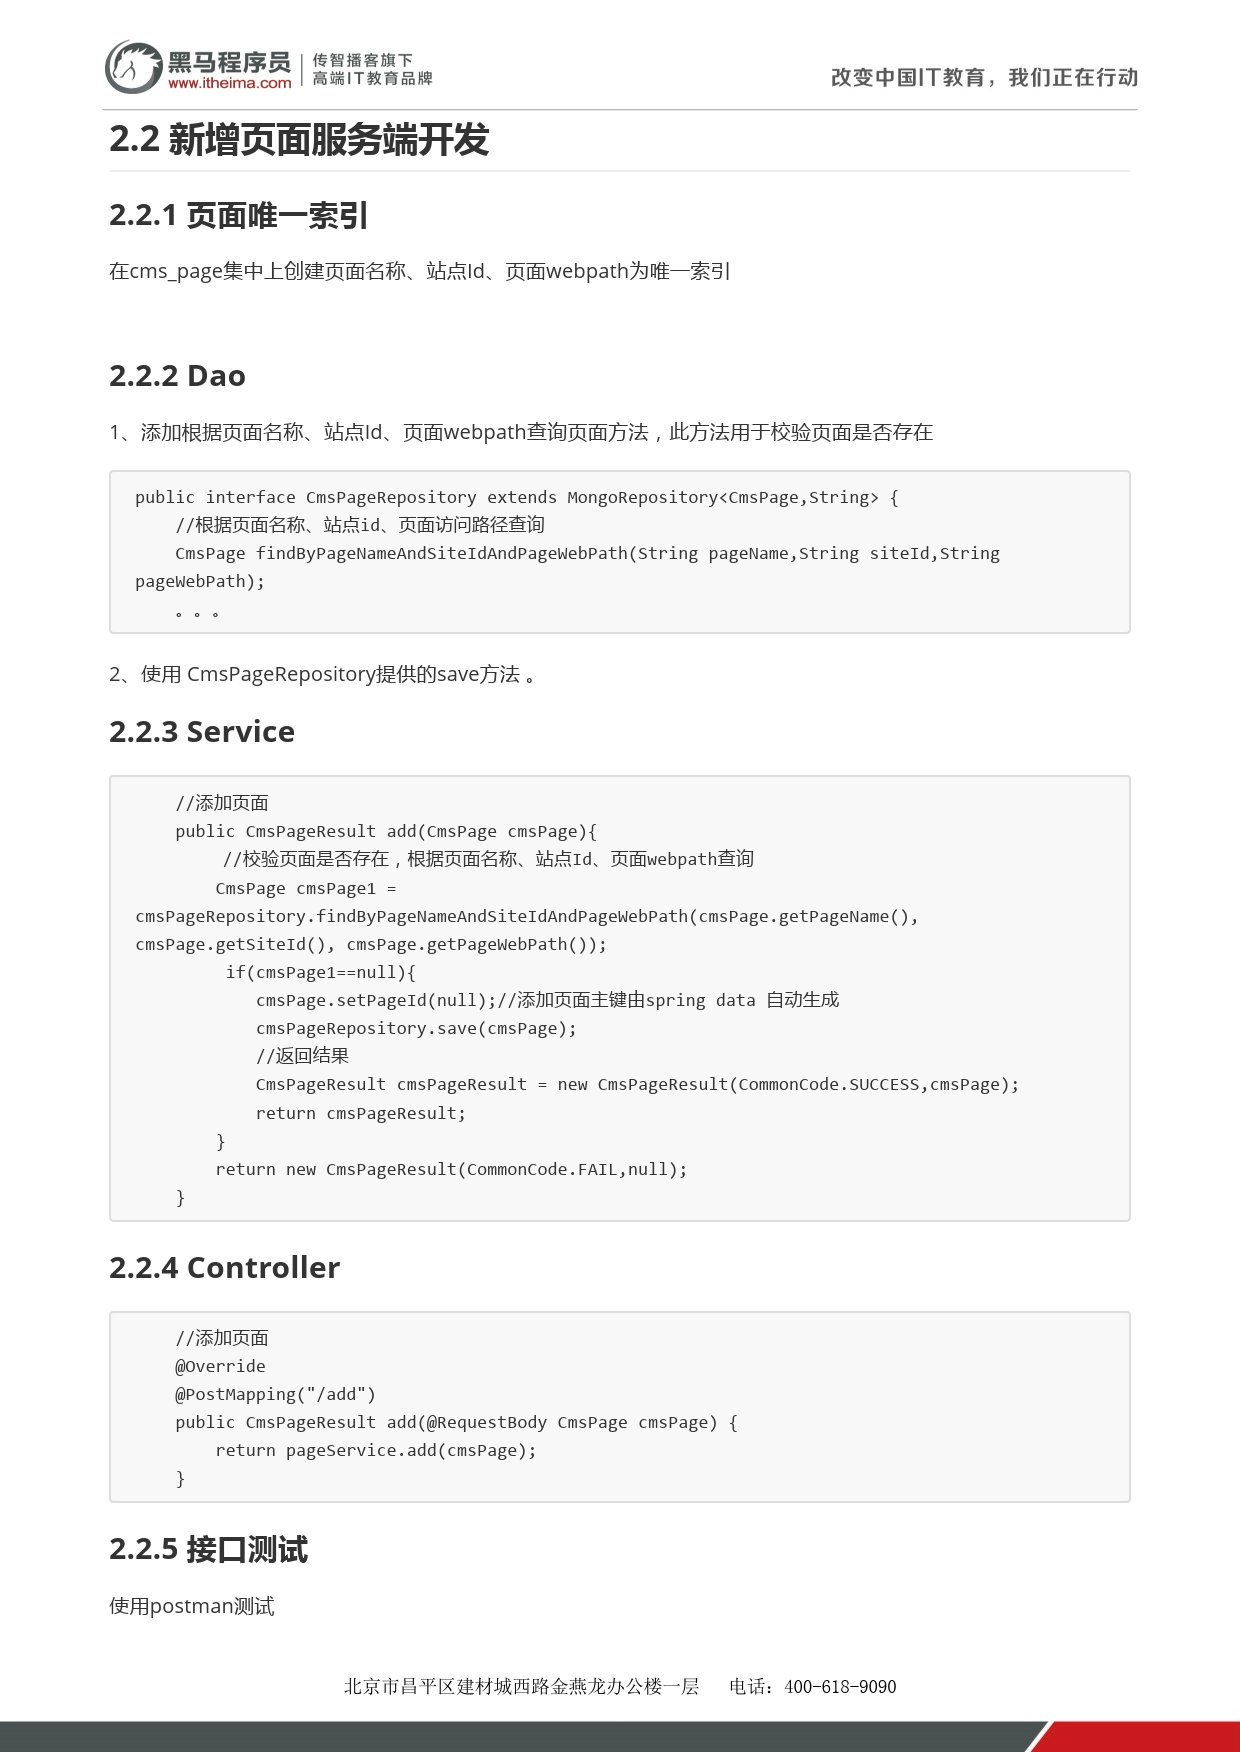 黑马程序员
www.itheima.com
传智播客旗下
高端IT教育品牌
改变中国IT教育，我们正在行动
2.2 新增页面服务端开发
2.2.1 页面唯一索引
在cms_page集中上创建页面名称、站点Id、页面webpath为唯一索引
2.2.2 Dao
1、添加根据页面名称、站点Id、页面webpath查询页面方法，此方法用于校验页面是否存在
public interface CmsPageRepository extends MongoRepository<CmsPage,String> {
    //根据页面名称、站点id、页面访问路径查询
    CmsPage findByPageNameAndSiteIdAndPageWebPath(String pageName,String siteId,String
pageWebPath);
    。。。
2、使用 CmsPageRepository提供的save方法 。
2.2.3 Service
    //添加页面
    public CmsPageResult add(CmsPage cmsPage){
         //校验页面是否存在，根据页面名称、站点Id、页面webpath查询
        CmsPage cmsPage1 =
cmsPageRepository.findByPageNameAndSiteIdAndPageWebPath(cmsPage.getPageName(),
cmsPage.getSiteId(), cmsPage.getPageWebPath());
         if(cmsPage1==null){
            cmsPage.setPageId(null);//添加页面主键由spring data 自动生成
            cmsPageRepository.save(cmsPage);
            //返回结果
            CmsPageResult cmsPageResult = new CmsPageResult(CommonCode.SUCCESS,cmsPage);
            return cmsPageResult;
        }
        return new CmsPageResult(CommonCode.FAIL,null);
    }
2.2.4 Controller
    //添加页面
    @Override
    @PostMapping("/add")
    public CmsPageResult add(@RequestBody CmsPage cmsPage) {
        return pageService.add(cmsPage);
    }
2.2.5 接口测试
使用postman测试
北京市昌平区建材城西路金燕龙办公楼一层   电话：400-618-9090